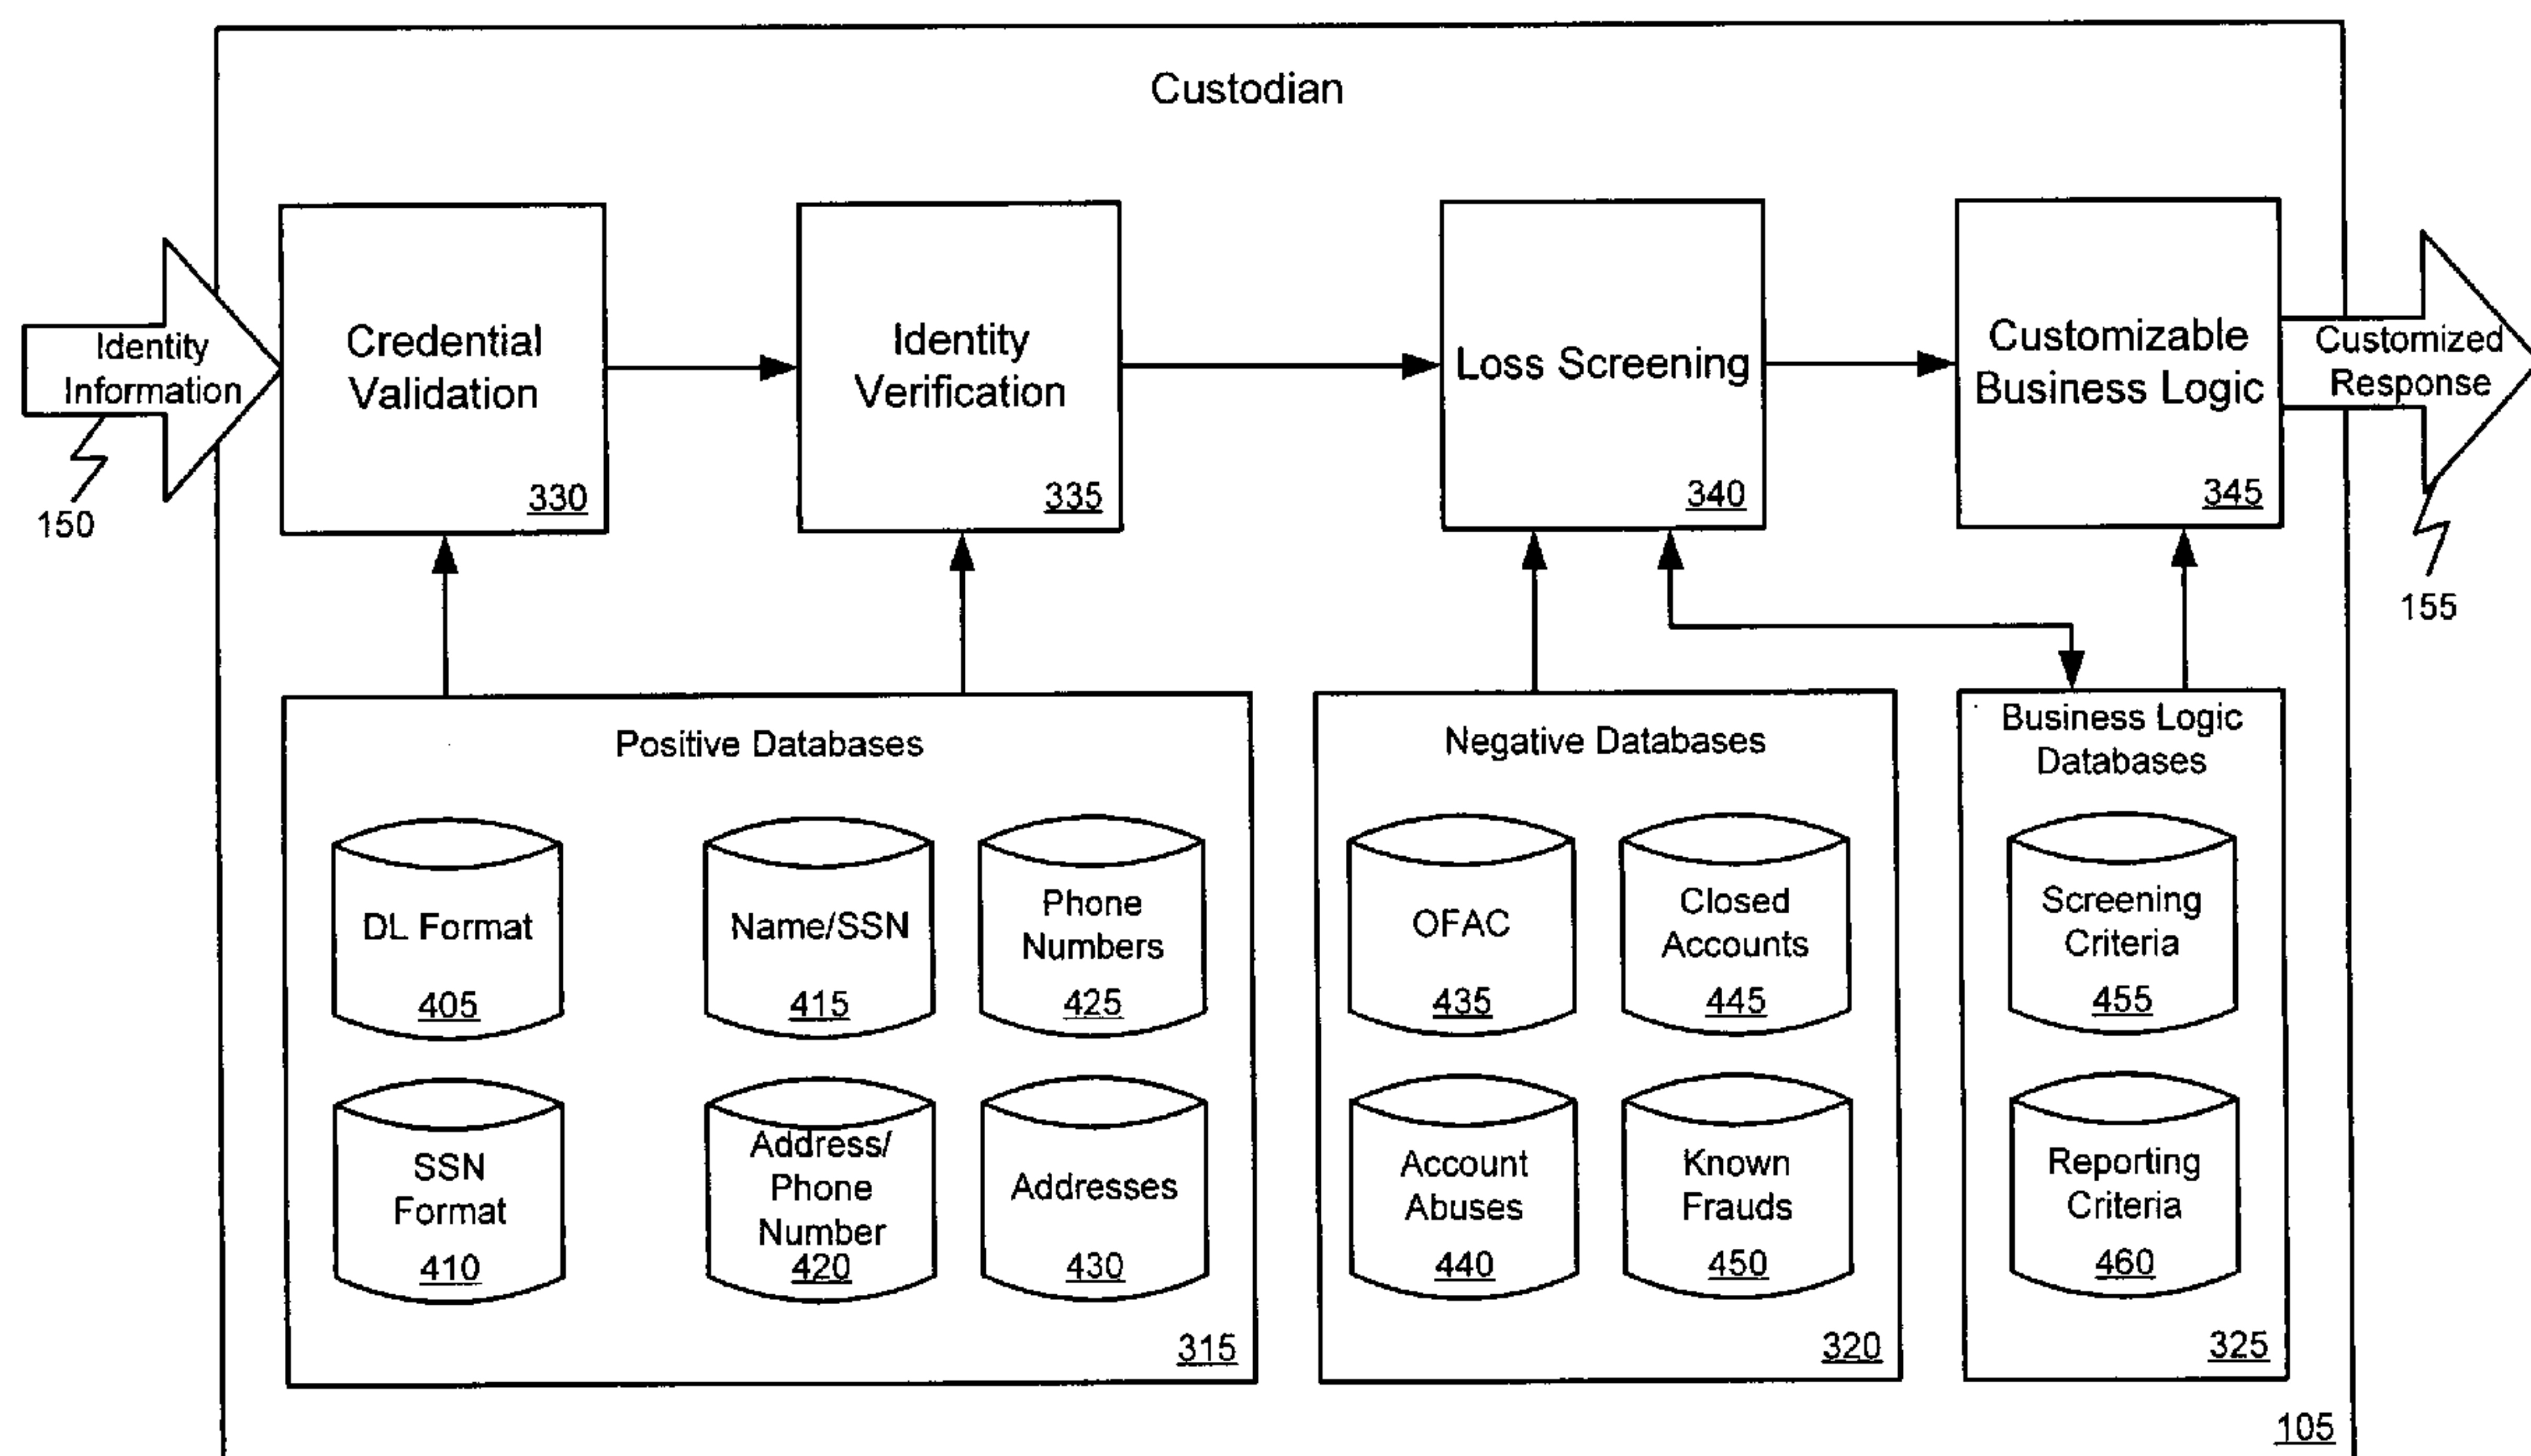 Custodian
Identity
Information
150
Credential
Validation
330
Identity
Verification
335
Loss Screening
340
Customizable
Business Logic
345
Customized
Response
155
Positive Databases
DL Format
405
Name/SSN
415
Phone
Numbers
425
SSN
Format
410
Address/
Phone
Number
420
Addresses
430
315
Negative Databases
OFAC
435
Closed
Accounts
445
Account
Abuses
440
Known
Frauds
450
320
Business Logic
Databases
Screening
Criteria
455
Reporting
Criteria
460
325
105